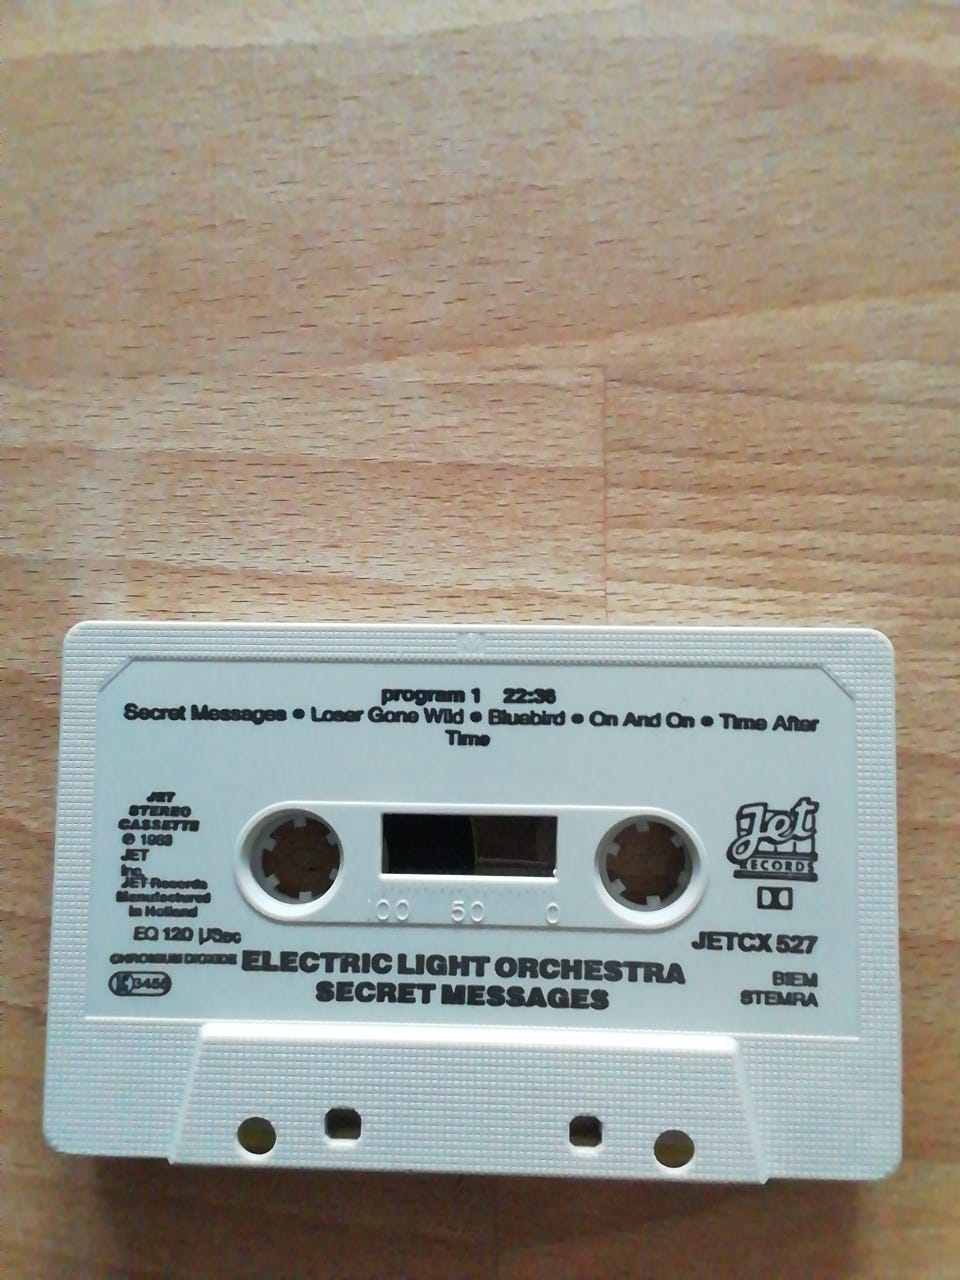 program 1 22:36
Secret Messages • Loser Gone Wild • Bluebird • On And On • Time After
Time
JET
STEREO
CASSETTE
℗ 1983
JET
Inc.
JET Records
Manufactured
in Holland
EQ 120 µSec
CHROMIUM DIOXIDE
100 50 0
Jet
RECORDS
JETCX 527
BIEM
STEMRA
ELECTRIC LIGHT ORCHESTRA
SECRET MESSAGES